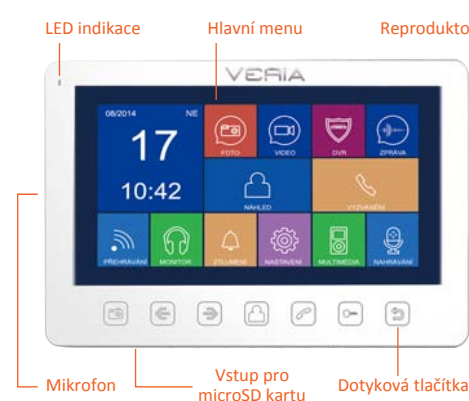 LED indikace
Hlavní menu
Reprodukto
VERIA
08/2014
NE
17
10:42
FOTO
VIDEO
DVR
ZPRÁVA
NÁHLED
VYZVÁNĚNÍ
PŘEHRÁVÁNÍ
MONITOR
ZTLUMENÍ
NASTAVENÍ
MULTIMÉDIA
NAHRÁVÁNÍ
Mikrofon
Vstup pro
microSD kartu
Dotyková tlačítka